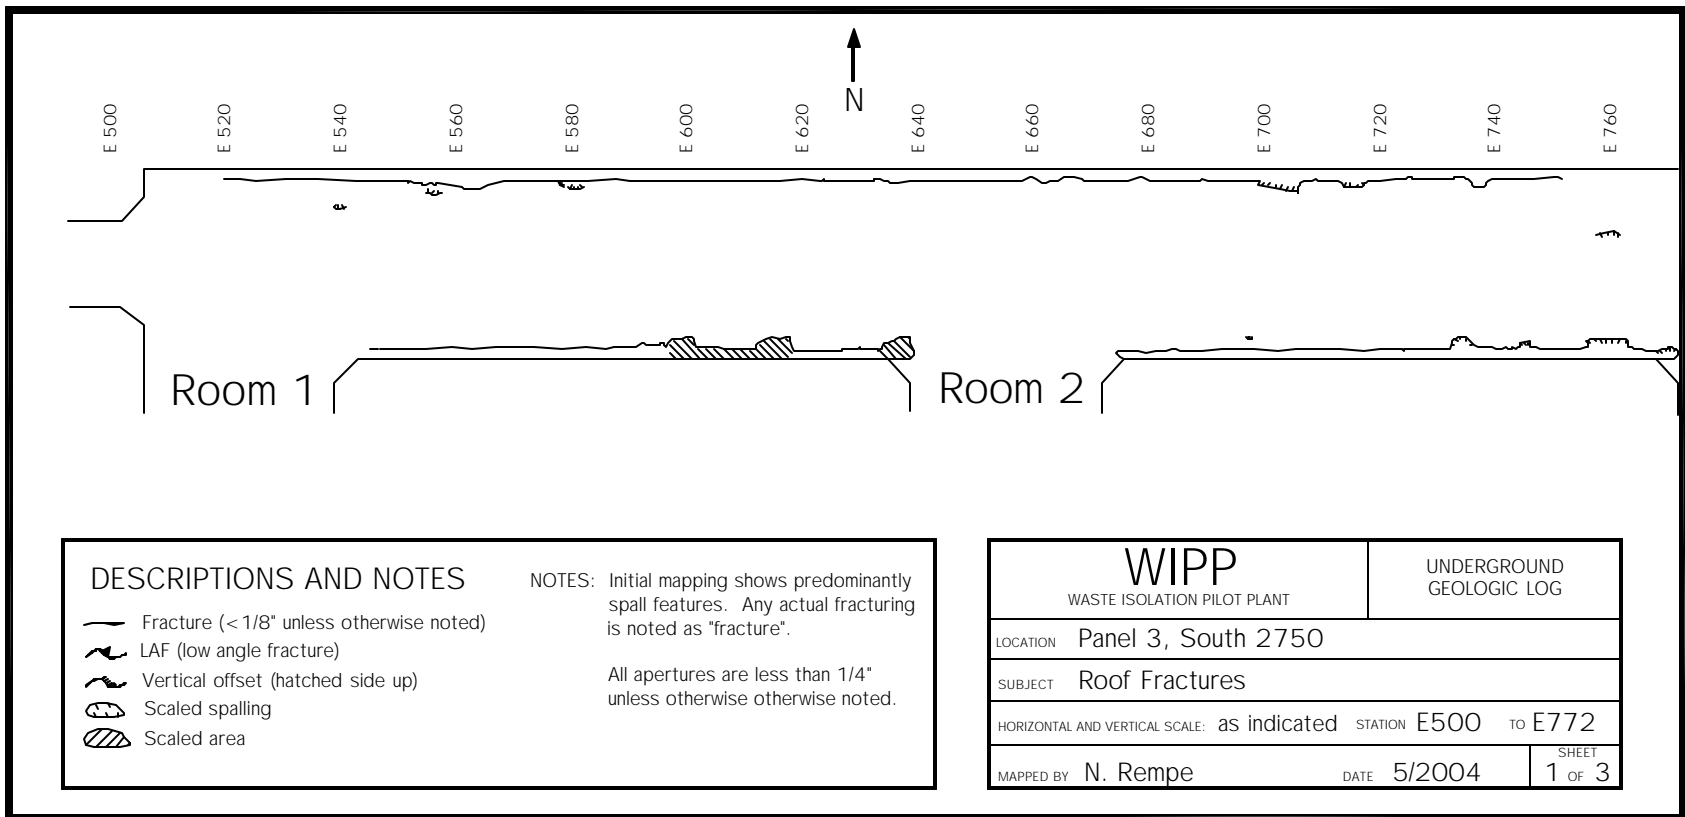 N
E 500
E 520
E 540
E 560
E 580
E 600
E 620
E 640
E 660
E 680
E 700
E 720
E 740
E 760
Room 1
Room 2
DESCRIPTIONS AND NOTES
Fracture (<1/8" unless otherwise noted)
LAF (low angle fracture)
Vertical offset (hatched side up)
Scaled spalling
Scaled area
NOTES: Initial mapping shows predominantly
spall features. Any actual fracturing
is noted as "fracture".
All apertures are less than 1/4"
unless otherwise otherwise noted.
WIPP
WASTE ISOLATION PILOT PLANT
UNDERGROUND
GEOLOGIC LOG
LOCATION Panel 3, South 2750
SUBJECT Roof Fractures
HORIZONTAL AND VERTICAL SCALE: as indicated STATION E500 TO E772
MAPPED BY N. Rempe DATE 5/2004
SHEET
1 OF 3